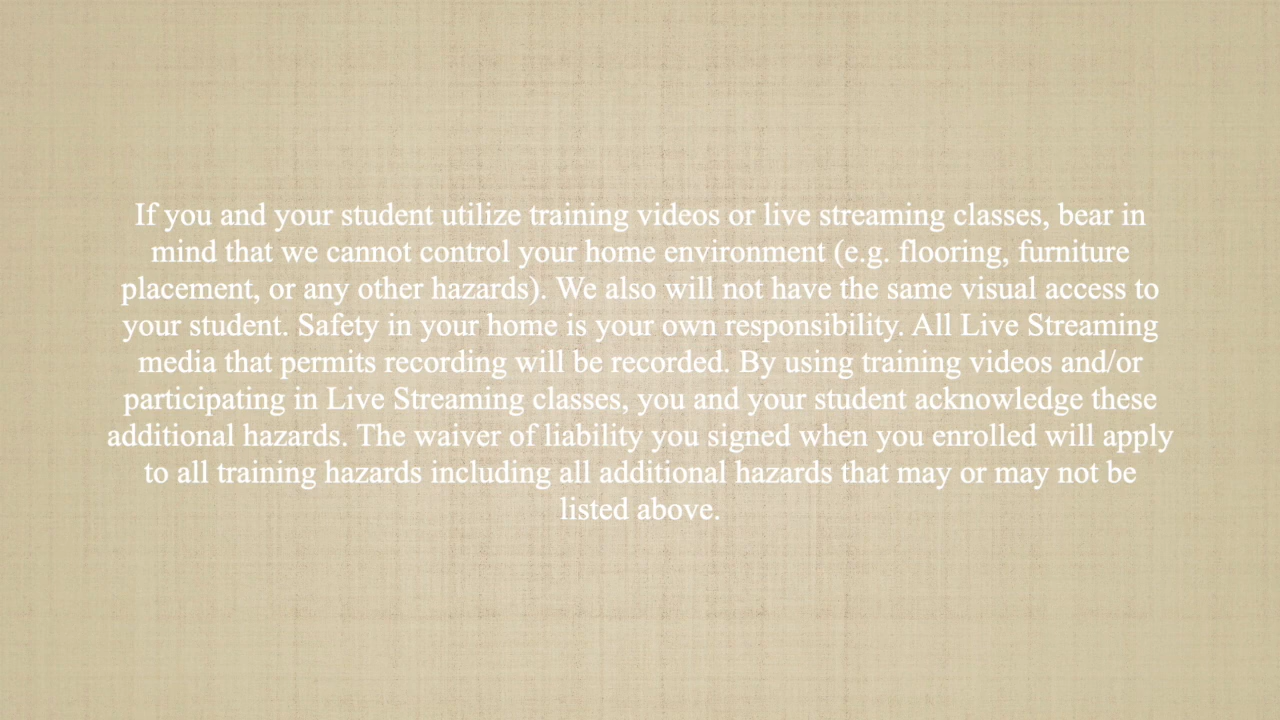 If you and your student utilize training videos or live streaming classes, bear in
mind that we cannot control your home environment (e.g. flooring, furniture
placement, or any other hazards). We also will not have the same visual access to
your student. Safety in your home is your own responsibility. All Live Streaming
media that permits recording will be recorded. By using training videos and/or
participating in Live Streaming classes, you and your student acknowledge these
additional hazards. The waiver of liability you signed when you enrolled will apply
to all training hazards including all additional hazards that may or may not be
listed above.